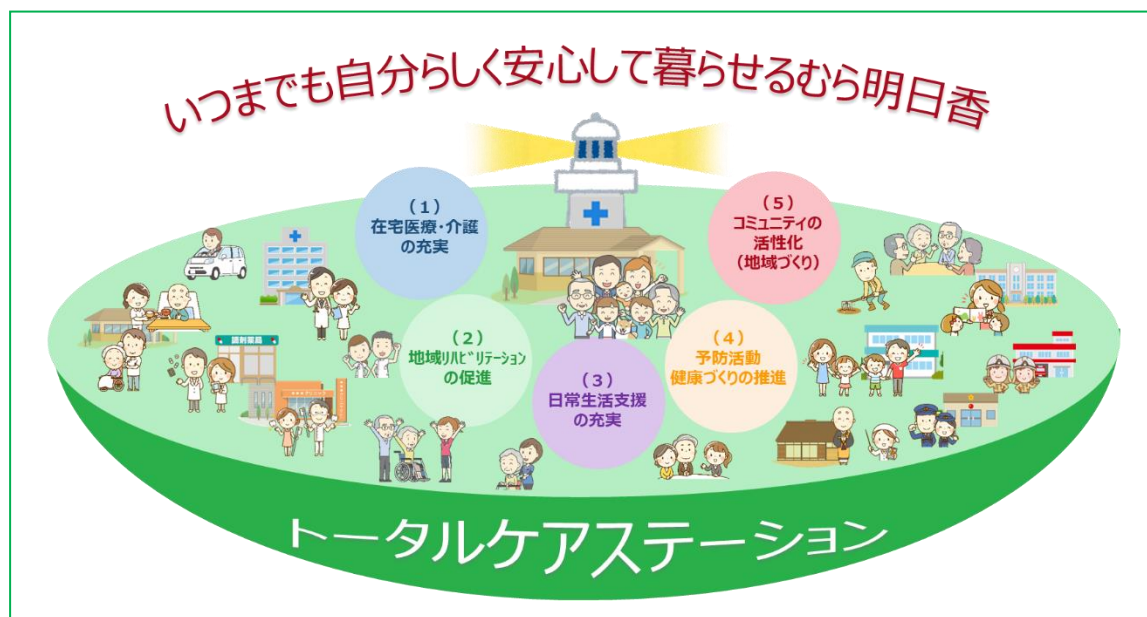 いつまでも自分らしく安心して暮らせるむら明日香
(1)
在宅医療・介護
の充実
(2)
地域ﾘﾊﾋﾞﾘﾃｰｼｮﾝ
の促進
(3)
日常生活支援
の充実
(4)
予防活動
健康づくりの推進
(5)
コミュニティの
活性化
(地域づくり)
調剤薬局
トータルケアステーション